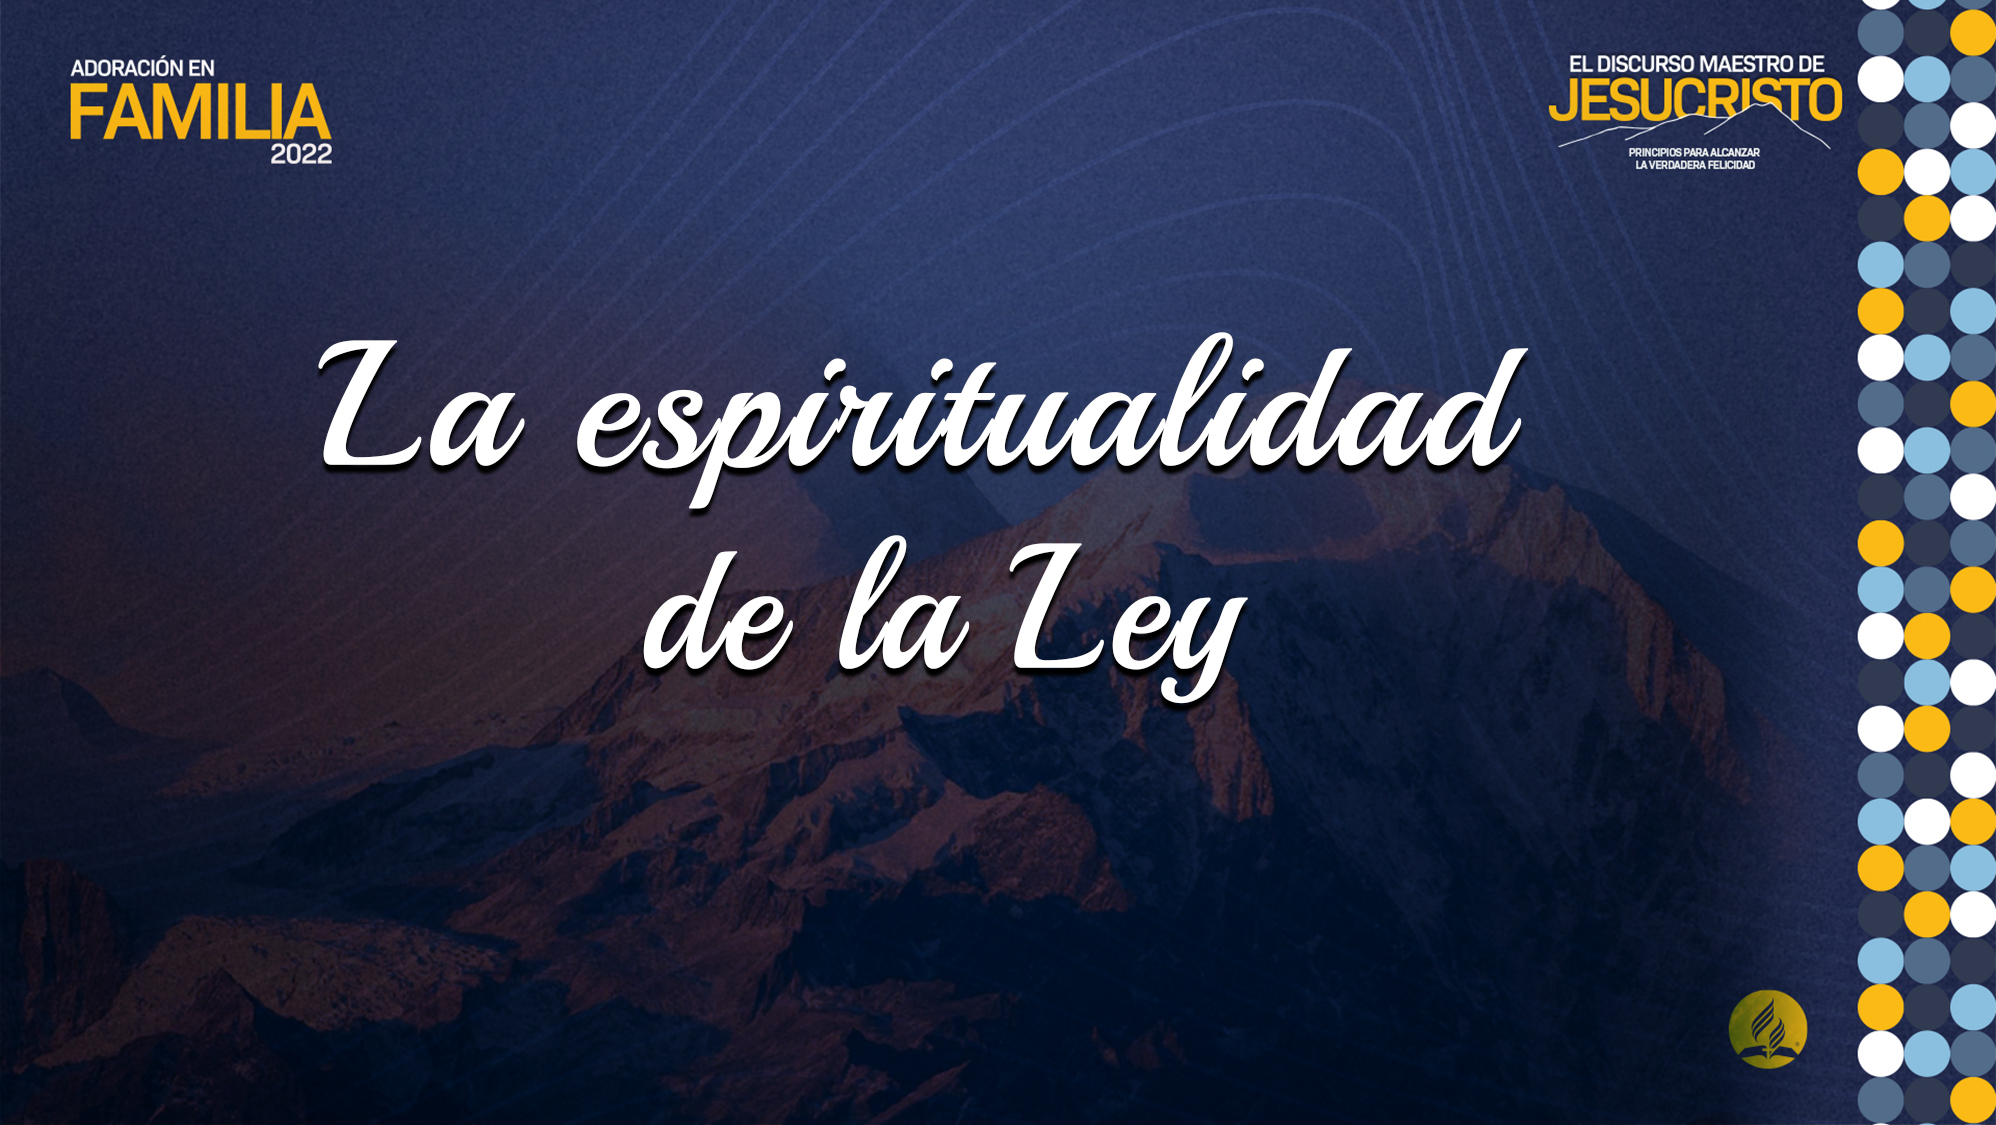 ADORACIÓN EN
FAMILIA
2022
EL DISCURSO MAESTRO DE
JESUCRISTO
PRINCIPIOS PARA ALCANZAR
LA VERDADERA FELICIDAD
La espiritualidad
de la Ley